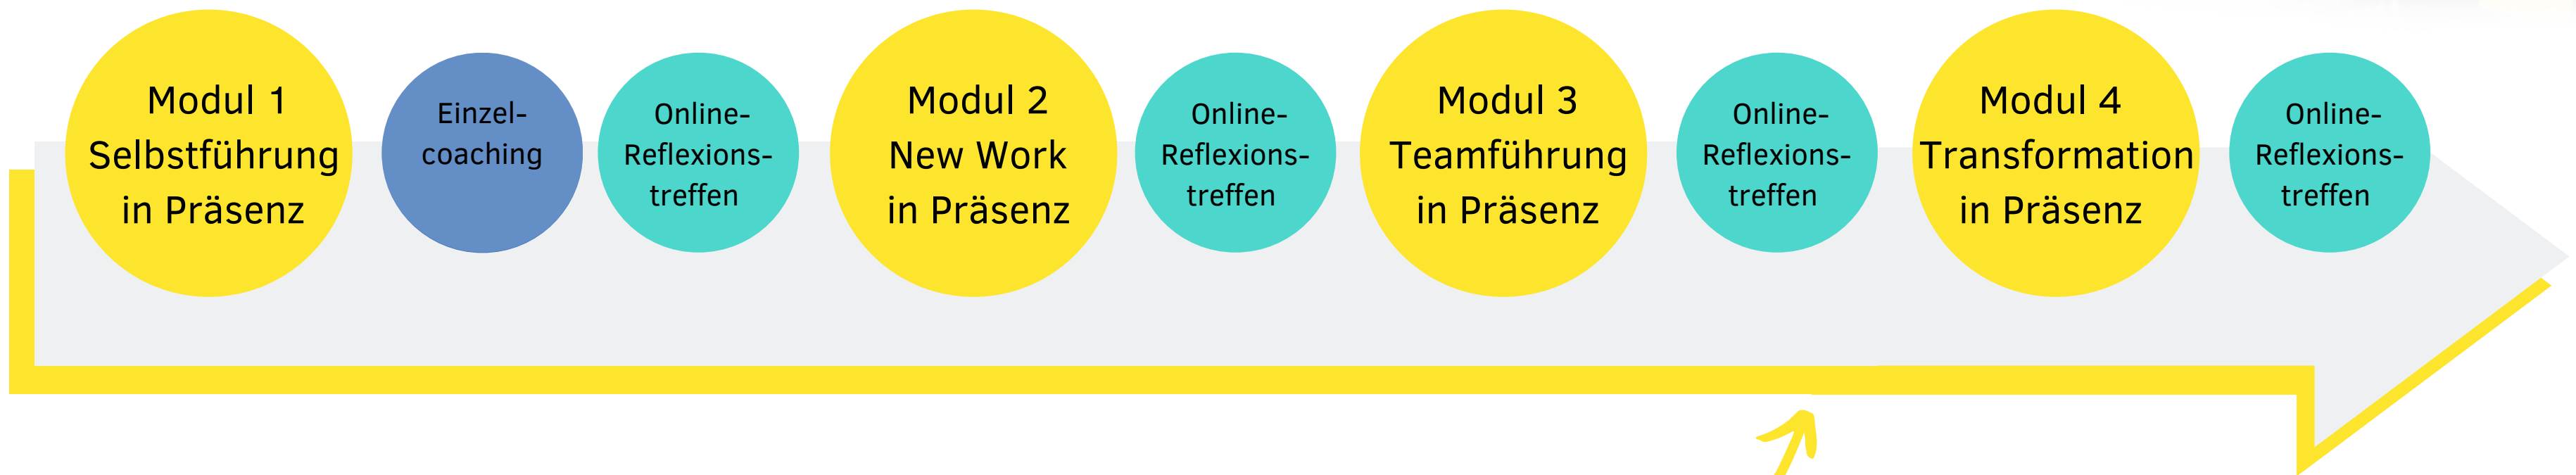 Modul 1
Selbstführung
in Präsenz
Einzel-
coaching
Online-
Reflexions-
treffen
Modul 2
New Work
in Präsenz
Online-
Reflexions-
treffen
Modul 3
Teamführung
in Präsenz
Online-
Reflexions-
treffen
Modul 4
Transformation
in Präsenz
Online-
Reflexions-
treffen